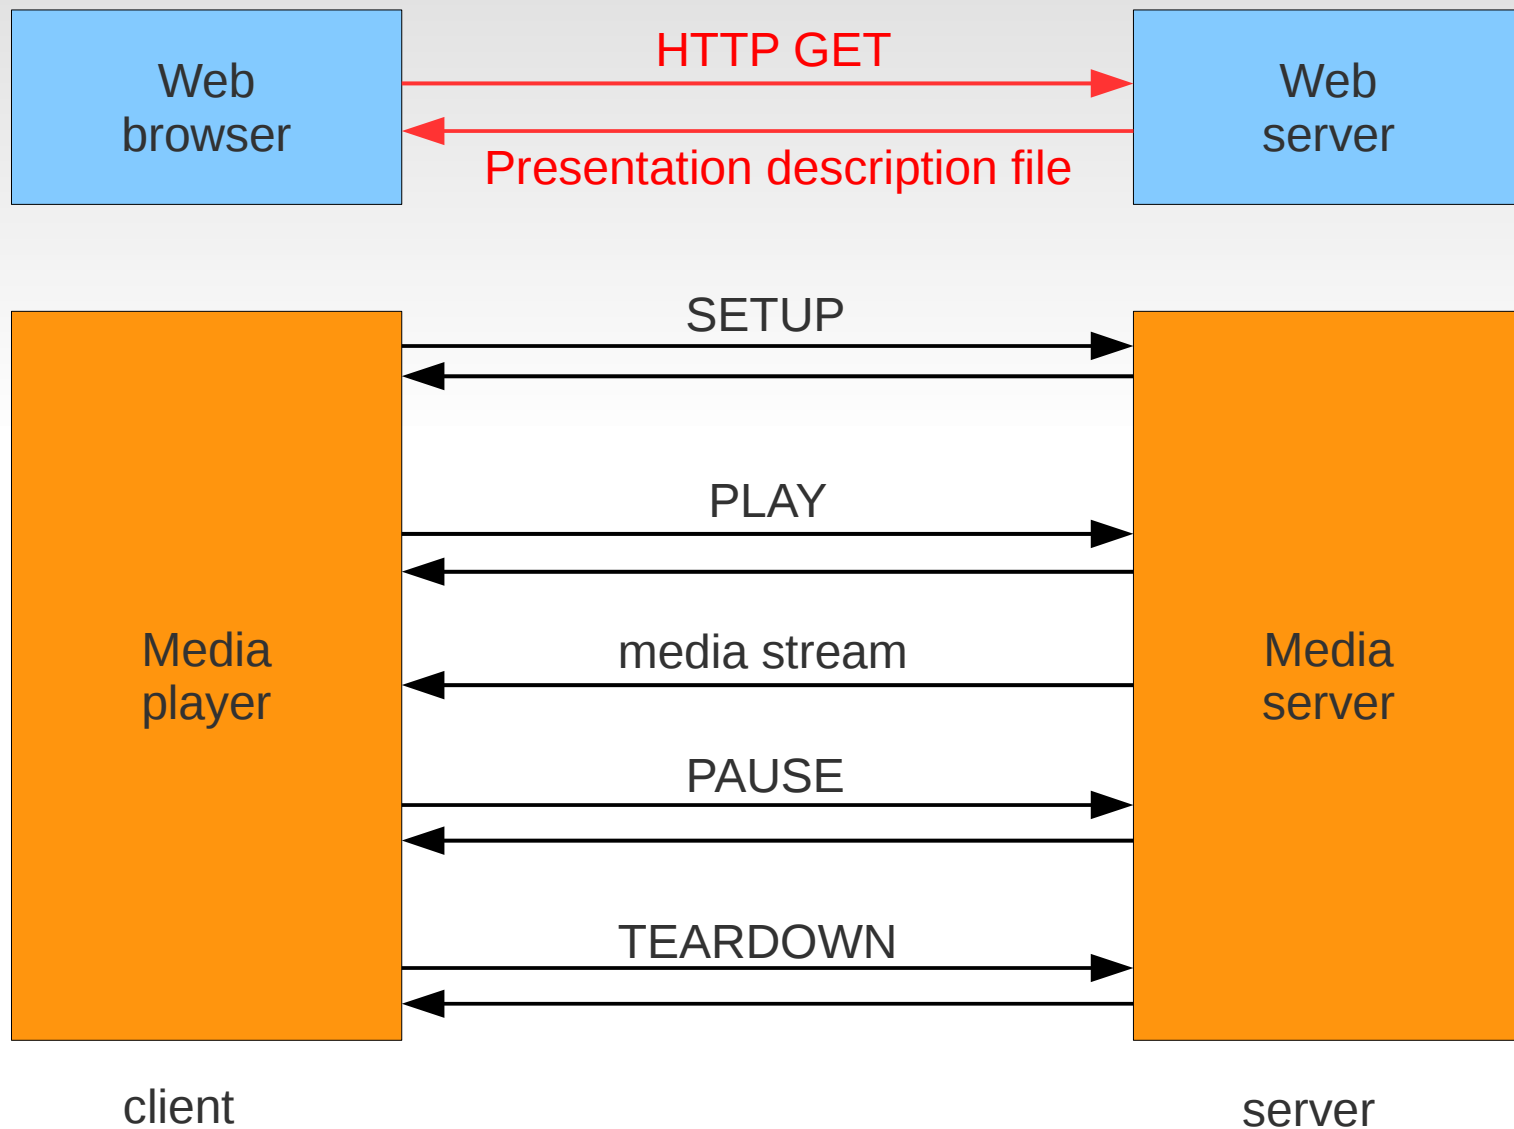 HTTP GET
Web
browser
Web
server
Presentation description file
SETUP
PLAY
media stream
Media
player
Media
server
PAUSE
TEARDOWN
client
server